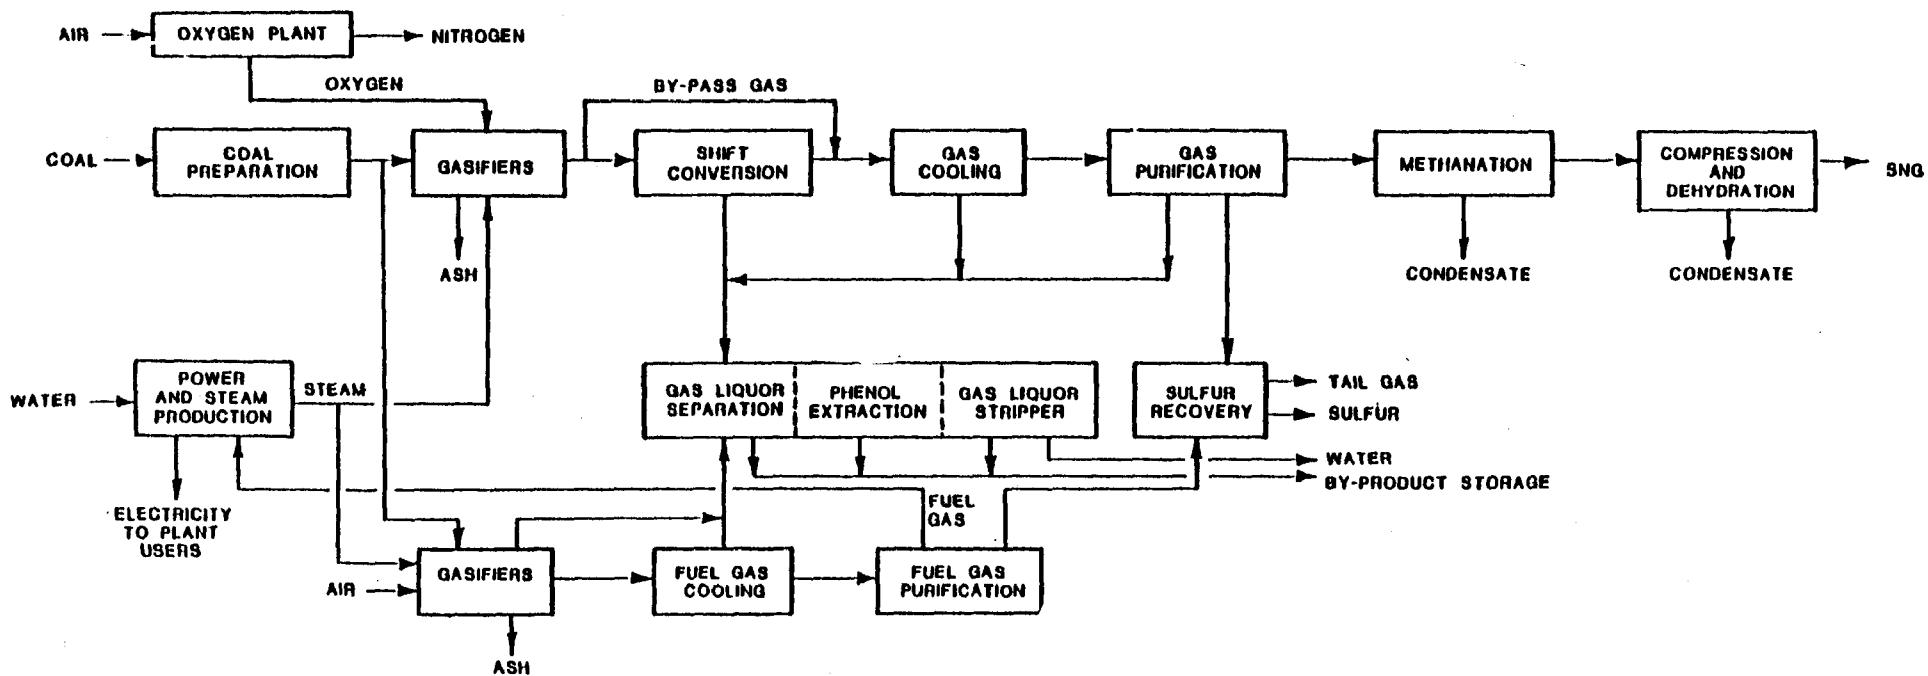 AIR
OXYGEN PLANT
NITROGEN
OXYGEN
BY-PASS GAS
COAL
COAL
PREPARATION
GASIFIERS
SHIFT
CONVERSION
GAS
COOLING
GAS
PURIFICATION
METHANATION
COMPRESSION
AND
DEHYDRATION
SNG
ASH
CONDENSATE
CONDENSATE
WATER
POWER
AND STEAM
PRODUCTION
STEAM
GAS LIQUOR
SEPARATION
PHENOL
EXTRACTION
GAS LIQUOR
STRIPPER
SULFUR
RECOVERY
TAIL GAS
SULFUR
WATER
BY-PRODUCT STORAGE
ELECTRICITY
TO PLANT
USERS
FUEL
GAS
AIR
GASIFIERS
FUEL GAS
COOLING
FUEL GAS
PURIFICATION
ASH